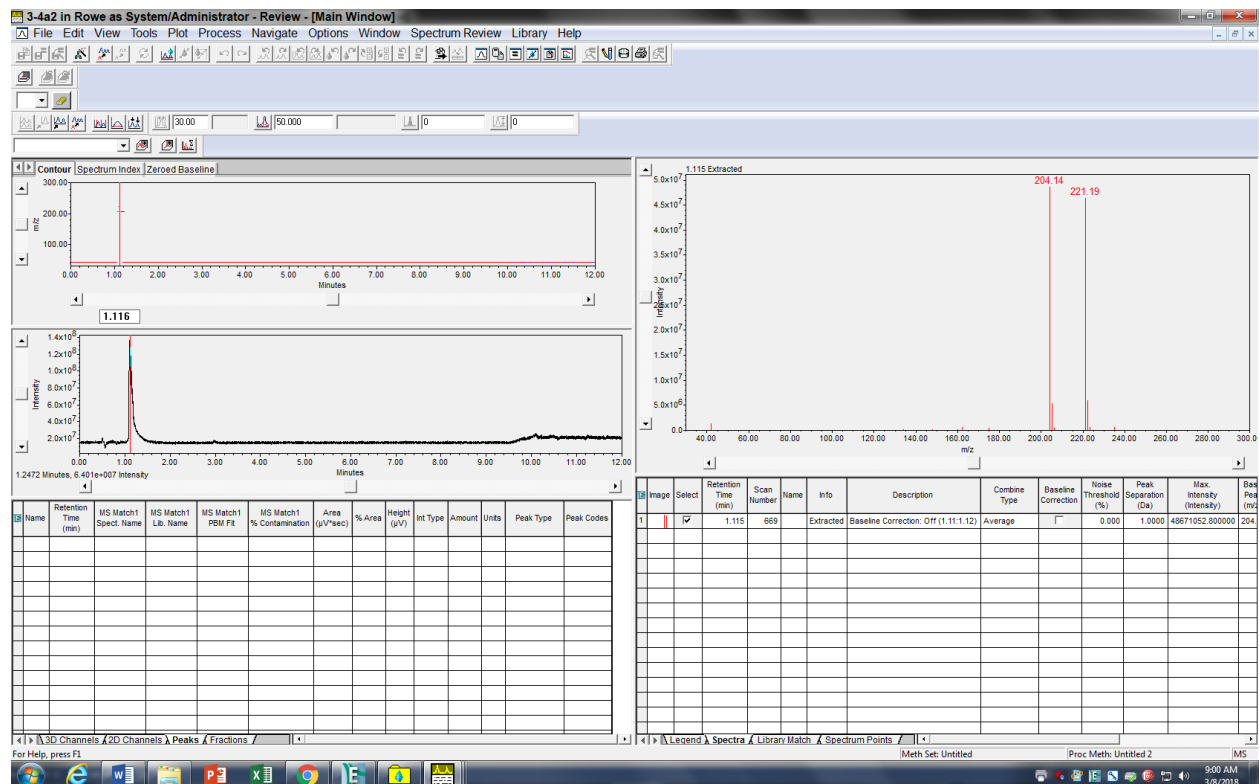 3-4a2 in Rowe as System/Administrator - Review - [Main Window]
File Edit View Tools Plot Process Navigate Options Window Spectrum Review Library Help
30.00 50.000 0 0
Contour Spectrum Index Zeroed Baseline
300.00
200.00
100.00
m/z
0.00 1.00 2.00 3.00 4.00 5.00 6.00 7.00 8.00 9.00 10.00 11.00 12.00
Minutes
1.116
1.4x10^8
1.2x10^8
1.0x10^8
8.0x10^7
6.0x10^7
4.0x10^7
2.0x10^7
Intensity
0.00 1.00 2.00 3.00 4.00 5.00 6.00 7.00 8.00 9.00 10.00 11.00 12.00
Minutes
1.2472 Minutes, 6.401e+007 Intensity
Name Retention Time (min) MS Match1 Spect. Name MS Match1 Lib. Name MS Match1 PBM Fit MS Match1 % Contamination Area (µV*sec) % Area Height (µV) Int Type Amount Units Peak Type Peak Codes
3D Channels 2D Channels Peaks Fractions
1.115 Extracted
204.14
221.19
5.0x10^7
4.5x10^7
4.0x10^7
3.5x10^7
3.0x10^7
2.5x10^7
2.0x10^7
1.5x10^7
1.0x10^7
5.0x10^6
0.0
Intensity
40.00 60.00 80.00 100.00 120.00 140.00 160.00 180.00 200.00 220.00 240.00 260.00 280.00 300.0
m/z
Image Select Retention Time (min) Scan Number Name Info Description Combine Type Baseline Correction Noise Threshold (%) Peak Separation (Da) Max. Intensity (Intensity) Bas Pea (m/z
1 1.115 669 Extracted Baseline Correction: Off (1.11:1.12) Average 0.000 1.0000 48671052.800000 204.
Legend Spectra Library Match Spectrum Points
For Help, press F1
Meth Set: Untitled
Proc Meth: Untitled 2
MS
9:00 AM
3/8/2018